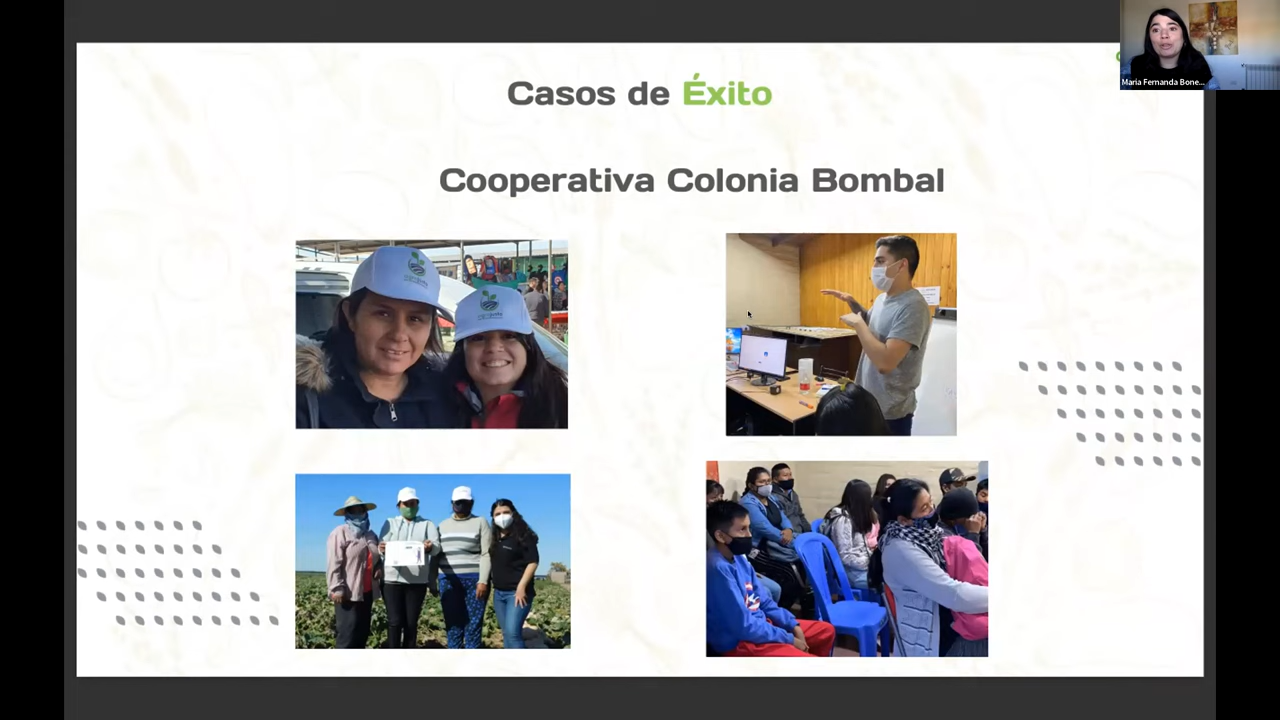 Casos de Éxito
Cooperativa Colonia Bombal
Maria Fernanda Bone...